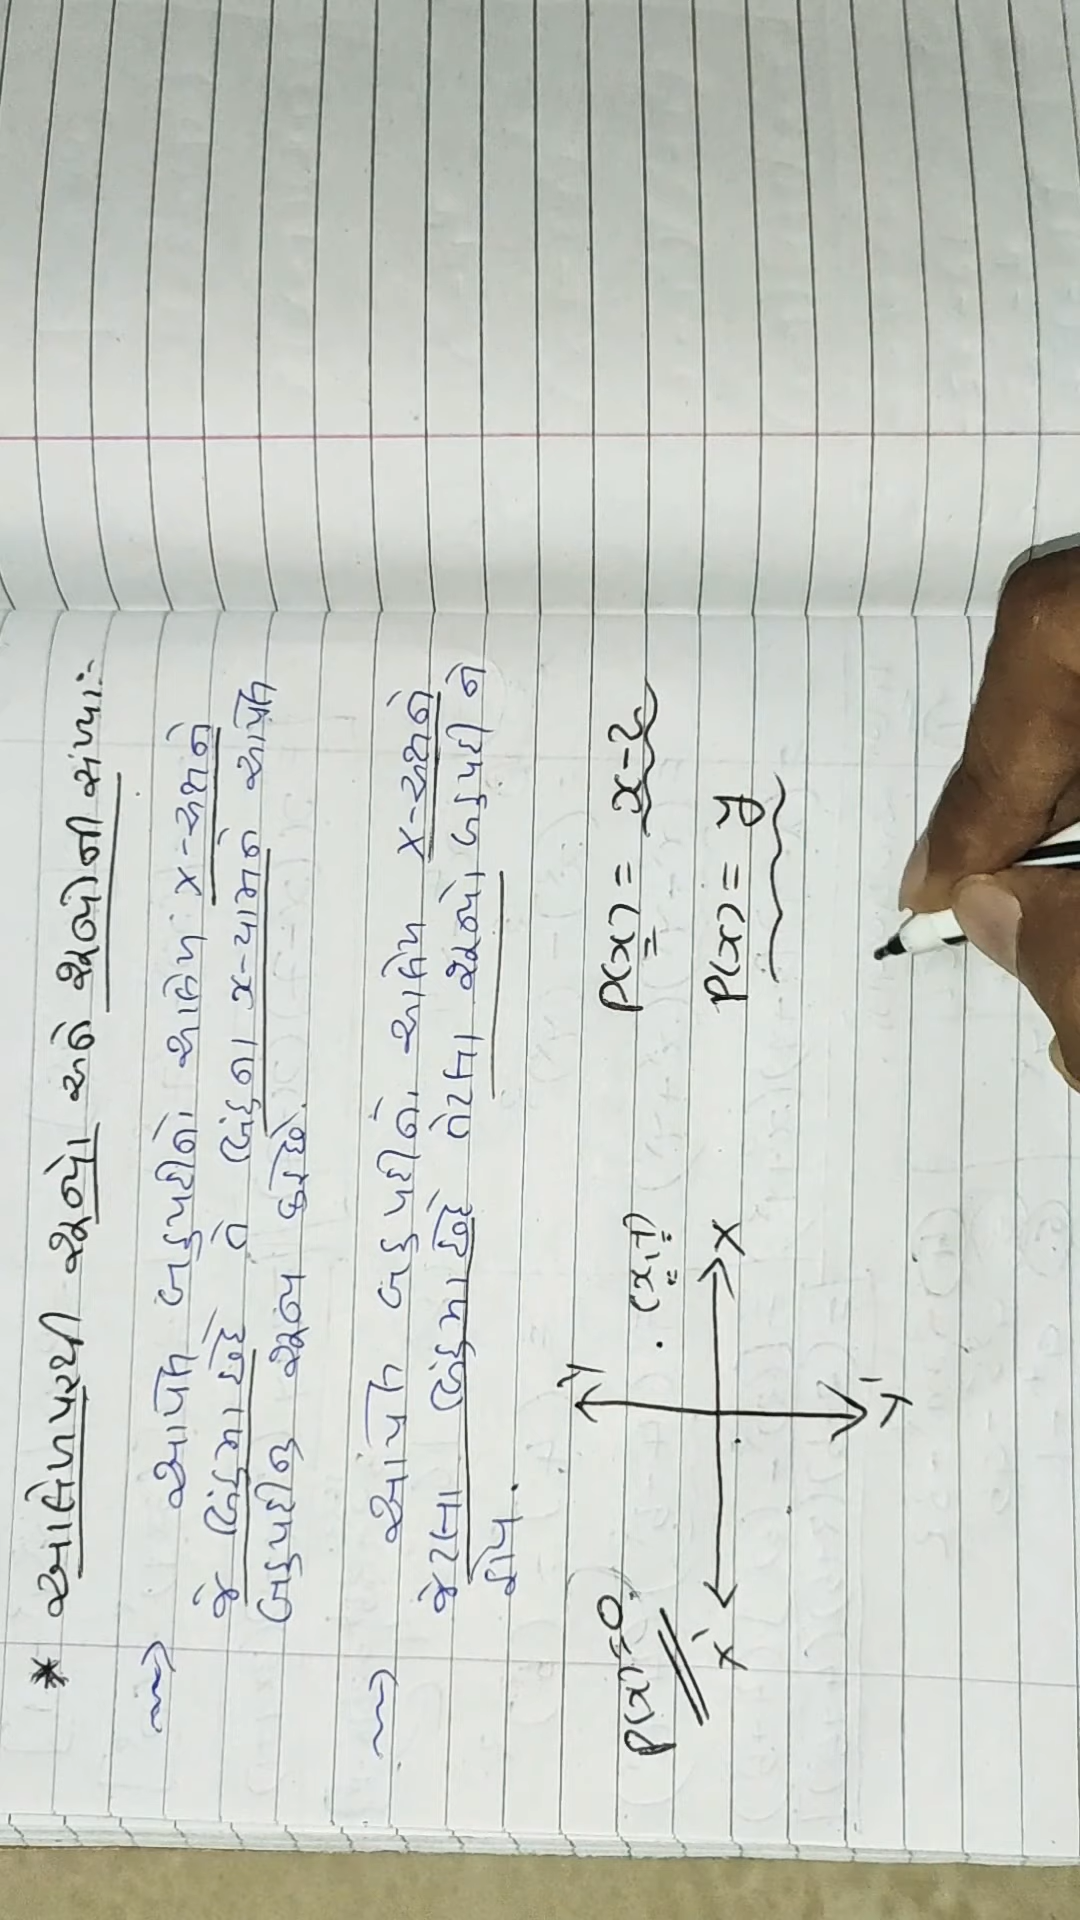 * આલેખપરથી શૂન્યો અને શૂન્યોની સંખ્યા:-
આપેલ બહુપદીનો આલેખ X-અક્ષને
જે બિંદુમાં છેદે તે બિંદુના x-યામને આપેલ
બહુપદીનું શૂન્ય કહે છે.
આપેલ બહુપદીનો આલેખ X-અક્ષને
જેટલા બિંદુમાં છેદે તેટલા શૂન્યો બહુપદી ને
હોય.
P(x)=0
Y
. (x,y)
X' X
Y'
P(x) = x-2
P(x) = y